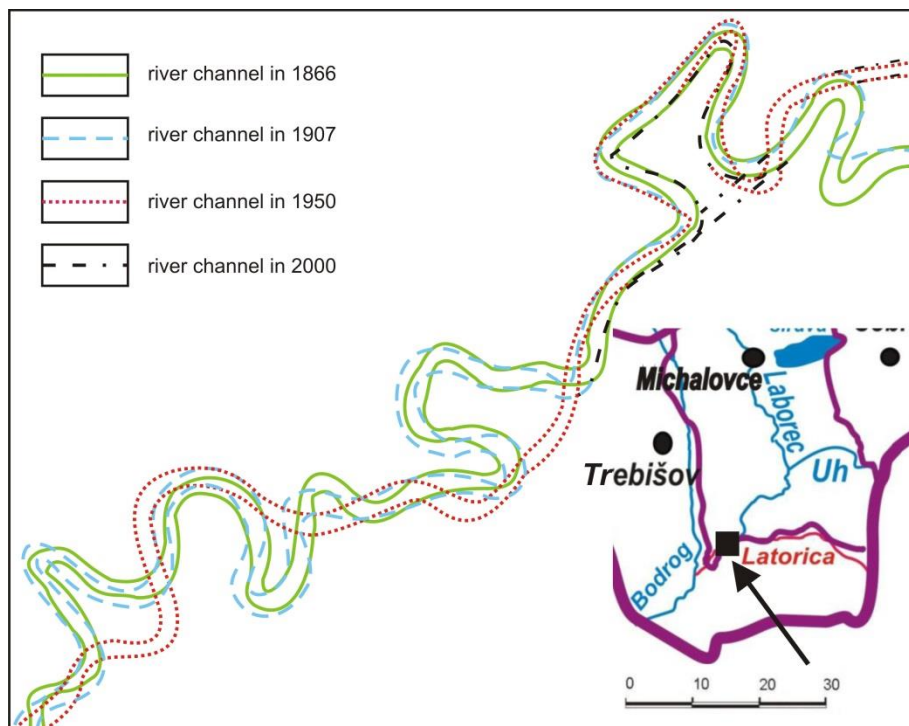 river channel in 1866
river channel in 1907
river channel in 1950
river channel in 2000
Michalovce
Laborec
Trebišov
Uh
Bodrog
Latorica
0 10 20 30